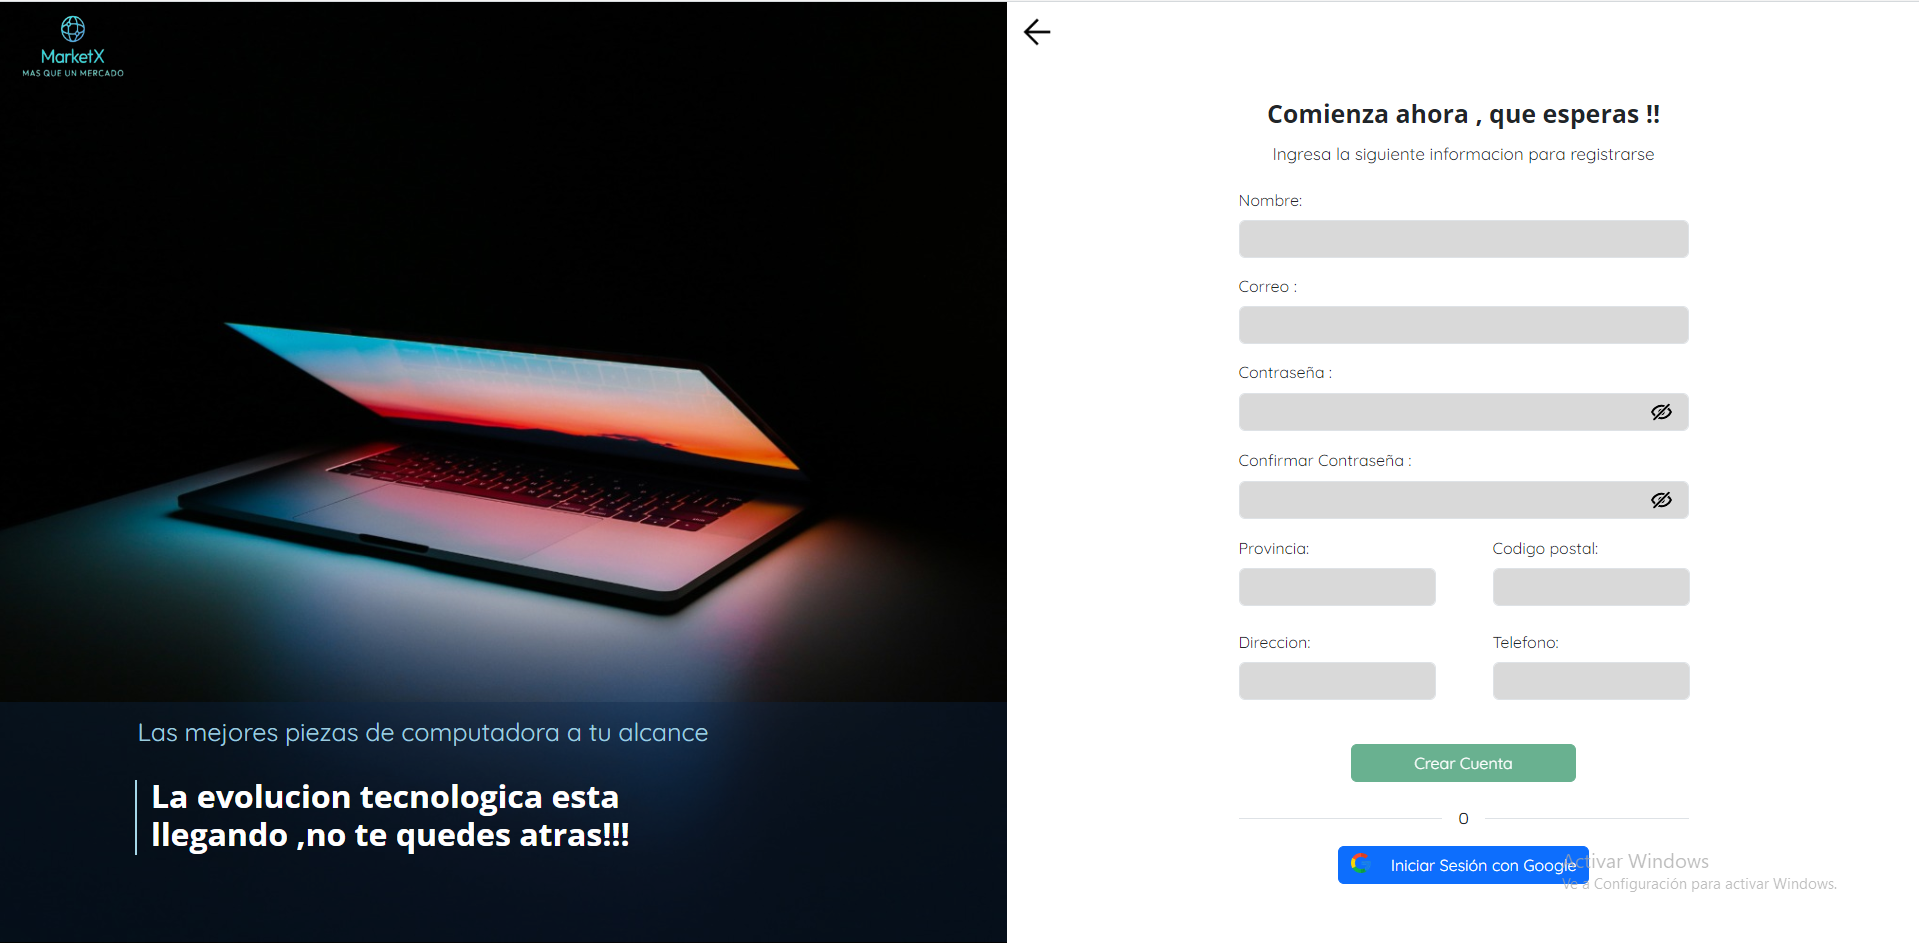 MarketX
MAS QUE UN MERCADO
Las mejores piezas de computadora a tu alcance
La evolucion tecnologica esta
llegando ,no te quedes atras!!!
Comienza ahora , que esperas !!
Ingresa la siguiente informacion para registrarse
Nombre:
Correo :
Contraseña :
Confirmar Contraseña :
Provincia:
Codigo postal:
Direccion:
Telefono:
Crear Cuenta
O
Iniciar Sesión con Google
Activar Windows
Ve a Configuración para activar Windows.